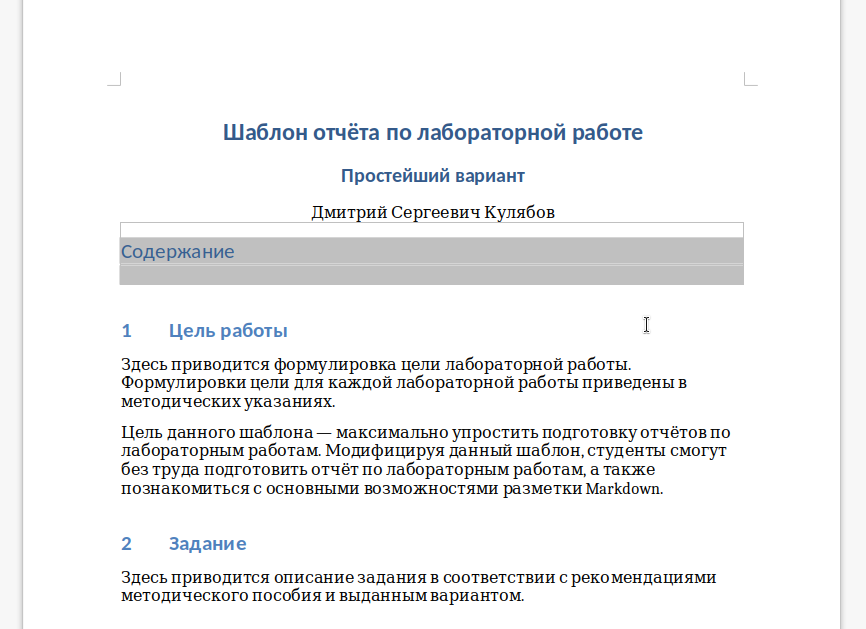 Шаблон отчёта по лабораторной работе
Простейший вариант
Дмитрий Сергеевич Кулябов
Содержание
1 Цель работы
Здесь приводится формулировка цели лабораторной работы.
Формулировки цели для каждой лабораторной работы приведены в
методических указаниях.
Цель данного шаблона — максимально упростить подготовку отчётов по
лабораторным работам. Модифицируя данный шаблон, студенты смогут
без труда подготовить отчёт по лабораторным работам, а также
познакомиться с основными возможностями разметки Markdown.
2 Задание
Здесь приводится описание задания в соответствии с рекомендациями
методического пособия и выданным вариантом.